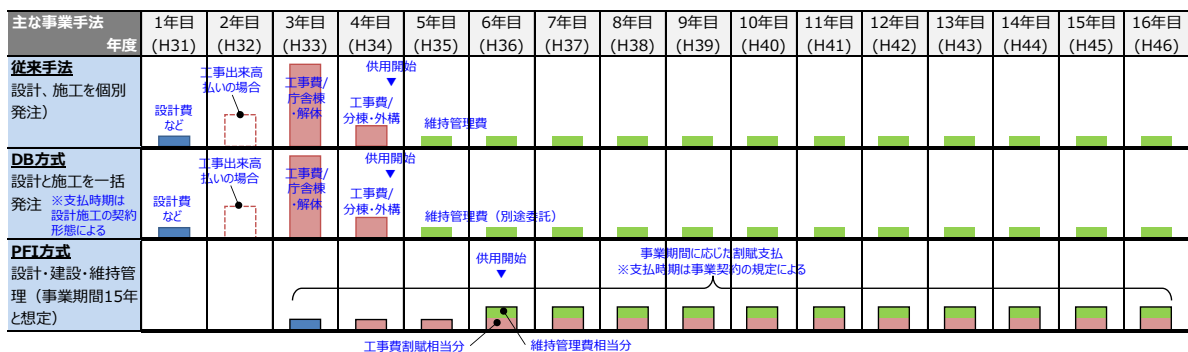 主な事業手法
年度
1年目 2年目 3年目 4年目 5年目 6年目 7年目 8年目 9年目 10年目 11年目 12年目 13年目 14年目 15年目 16年目
(H31) (H32) (H33) (H34) (H35) (H36) (H37) (H38) (H39) (H40) (H41) (H42) (H43) (H44) (H45) (H46)
従来手法
設計、施工を個別
発注）
設計費
など
工事出来高
払いの場合
工事費/
庁舎棟
・解体
供用開始
▼
工事費/
分棟・外構
維持管理費
DB方式
設計と施工を一括
発注 ※支払時期は
設計施工の契約
形態による
設計費
など
工事出来高
払いの場合
工事費/
庁舎棟
・解体
供用開始
▼
工事費/
分棟・外構
維持管理費（別途委託）
PFI方式
設計・建設・維持管
理（事業期間15年
と想定）
供用開始
▼
事業期間に応じた割賦支払
※支払時期は事業契約の規定による
工事費割賦相当分
維持管理費相当分